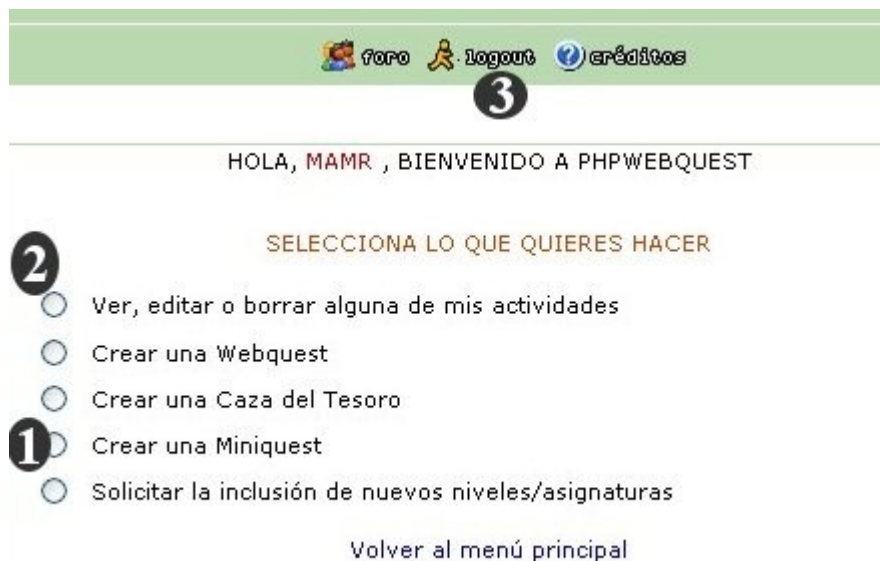 foro logout créditos
3
HOLA, MAMR , BIENVENIDO A PHPWEBQUEST
SELECCIONA LO QUE QUIERES HACER
2
Ver, editar o borrar alguna de mis actividades
Crear una Webquest
Crear una Caza del Tesoro
1 Crear una Miniquest
Solicitar la inclusión de nuevos niveles/asignaturas
Volver al menú principal